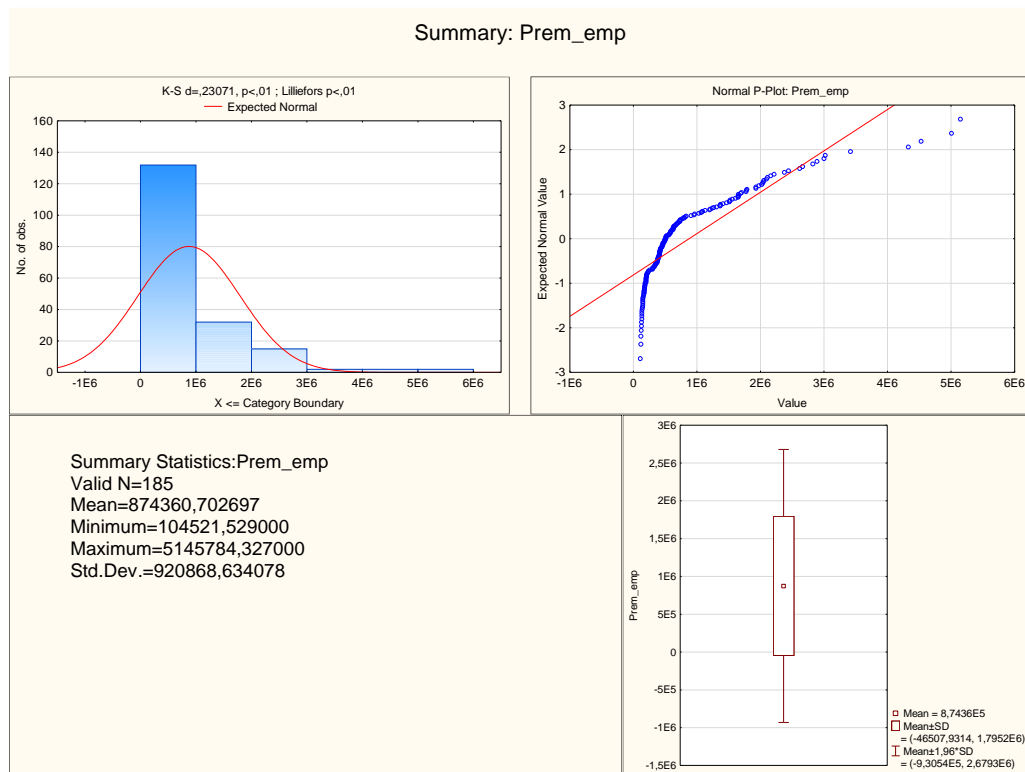 Summary: Prem_emp
K-S d=,23071, p<,01 ; Lilliefors p<,01
Expected Normal
160
140
120
100
80
60
40
20
0
No. of obs.
-1E6 0 1E6 2E6 3E6 4E6 5E6 6E6
X <= Category Boundary
Normal P-Plot: Prem_emp
3
2
1
0
-1
-2
-3
Expected Normal Value
-1E6 0 1E6 2E6 3E6 4E6 5E6 6E6
Value
Summary Statistics:Prem_emp
Valid N=185
Mean=874360,702697
Minimum=104521,529000
Maximum=5145784,327000
Std.Dev.=920868,634078
3E6
2,5E6
2E6
1,5E6
1E6
5E5
0
-5E5
-1E6
-1,5E6
Prem_emp
Mean = 8,7436E5
Mean±SD
= (-46507,9314, 1,7952E6)
Mean±1,96*SD
= (-9,3054E5, 2,6793E6)